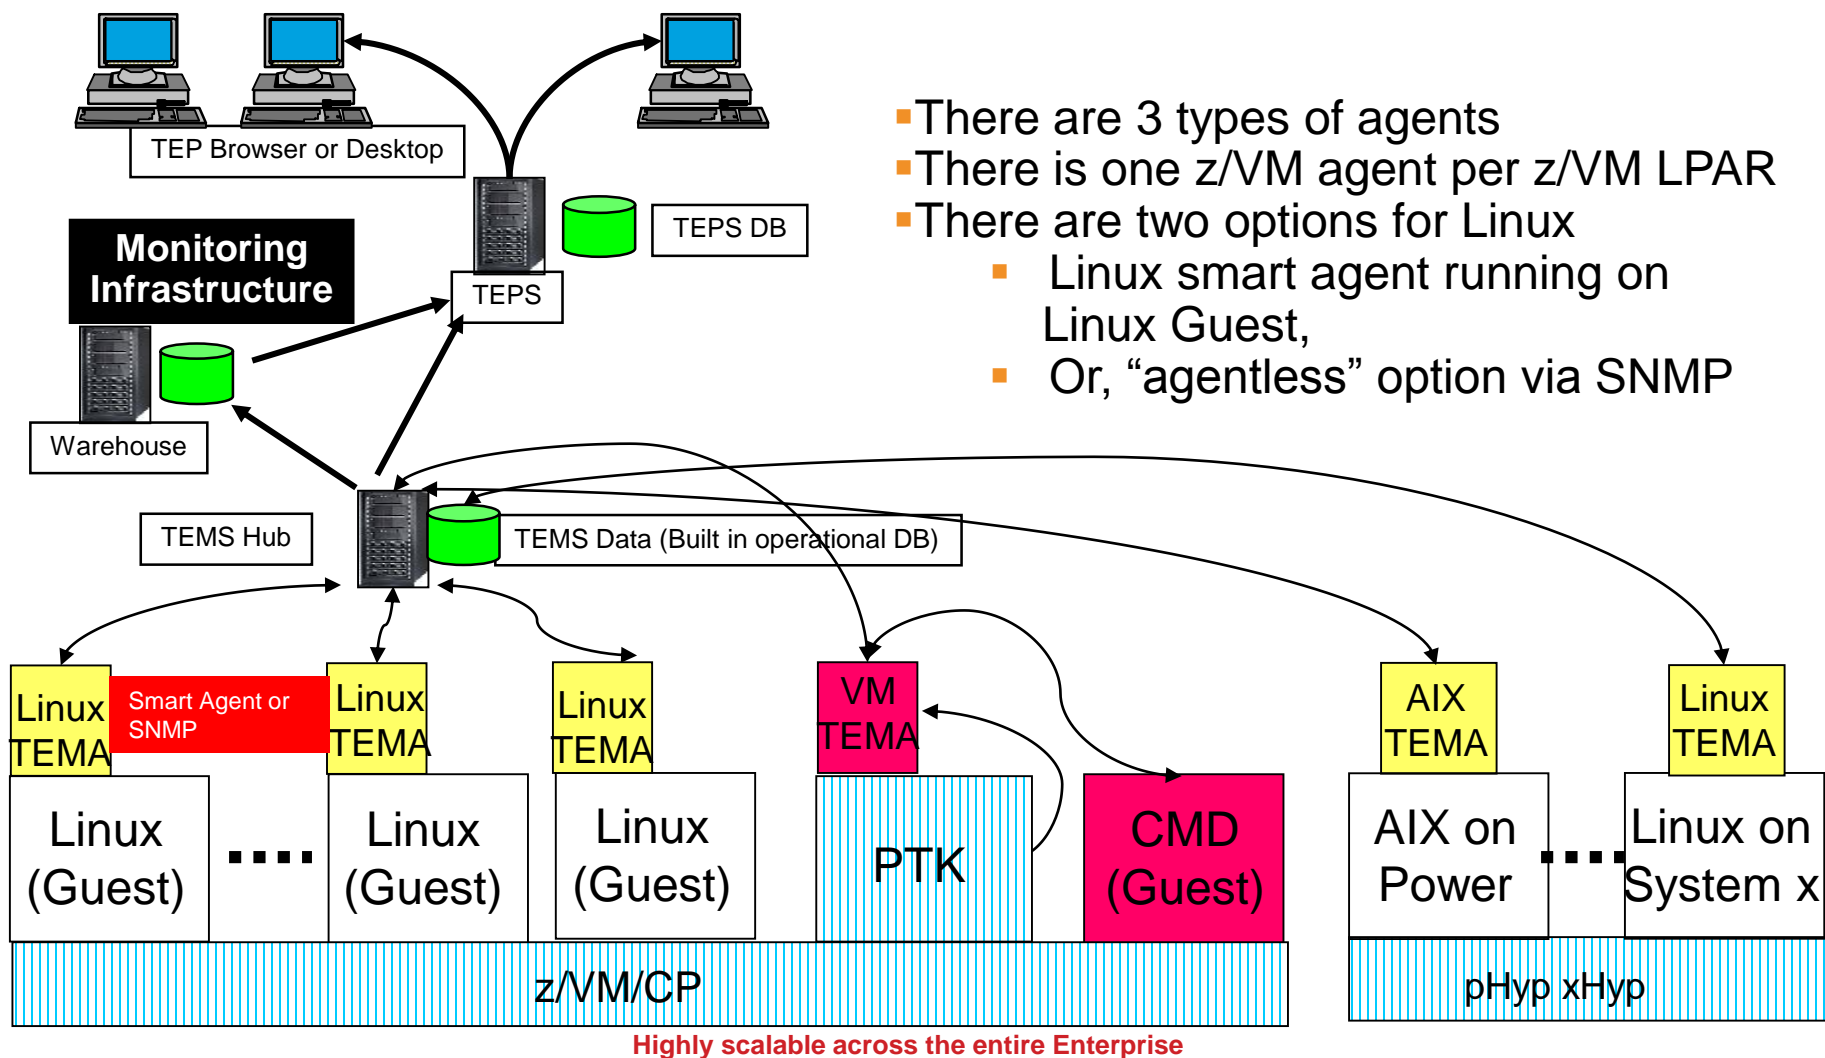 TEP Browser or Desktop
▪There are 3 types of agents
▪There is one z/VM agent per z/VM LPAR
▪There are two options for Linux
▪ Linux smart agent running on
Linux Guest,
▪ Or, “agentless” option via SNMP
TEPS DB
Monitoring
Infrastructure
TEPS
Warehouse
TEMS Hub
TEMS Data (Built in operational DB)
Linux
TEMA
Smart Agent or
SNMP
Linux
TEMA
Linux
TEMA
VM
TEMA
AIX
TEMA
Linux
TEMA
Linux
(Guest)
Linux
(Guest)
Linux
(Guest)
PTK
CMD
(Guest)
AIX on
Power
Linux on
System x
z/VM/CP
pHyp xHyp
Highly scalable across the entire Enterprise